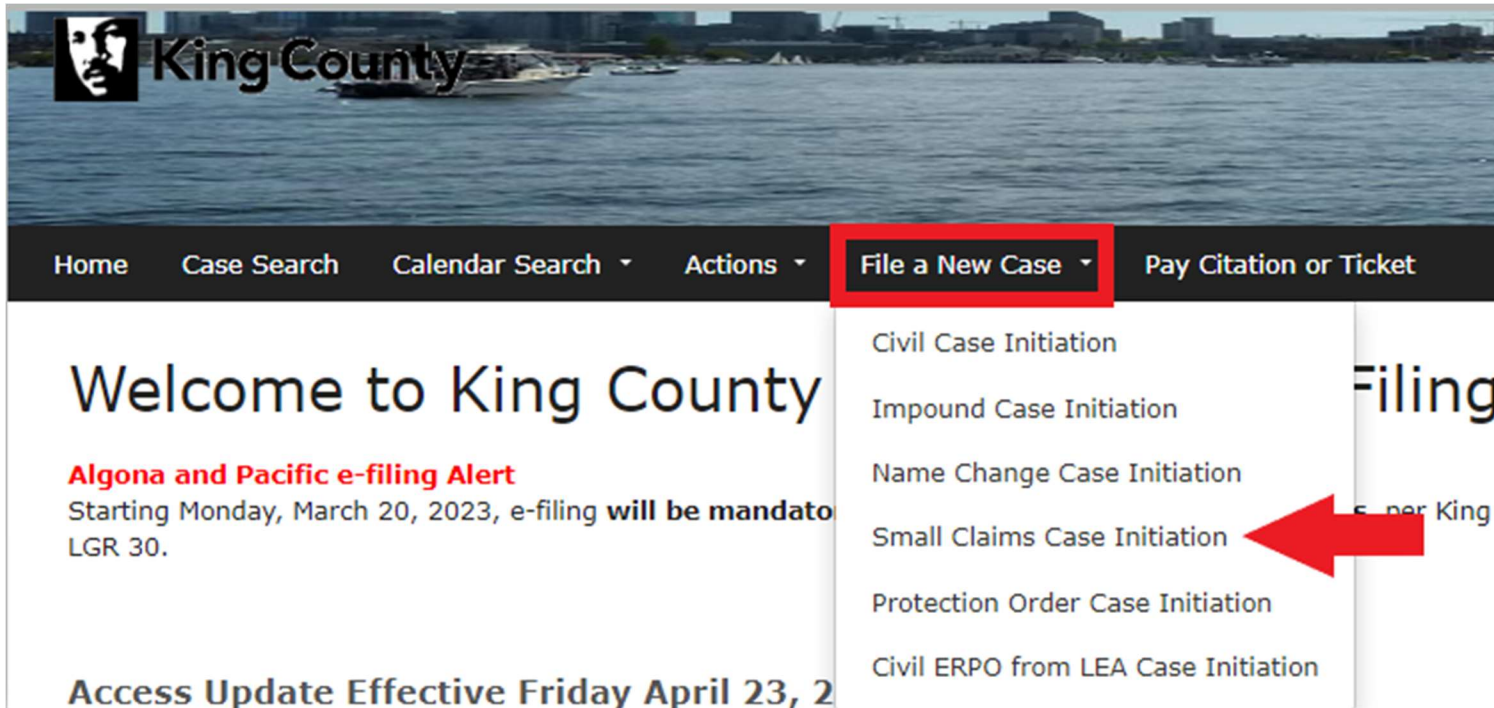 King County
Home Case Search Calendar Search Actions File a New Case Pay Citation or Ticket
Civil Case Initiation
Impound Case Initiation
Name Change Case Initiation
Small Claims Case Initiation
Protection Order Case Initiation
Civil ERPO from LEA Case Initiation
Welcome to King County Filing
Algona and Pacific e-filing Alert
Starting Monday, March 20, 2023, e-filing will be mandato per King
LGR 30.
Access Update Effective Friday April 23, 2